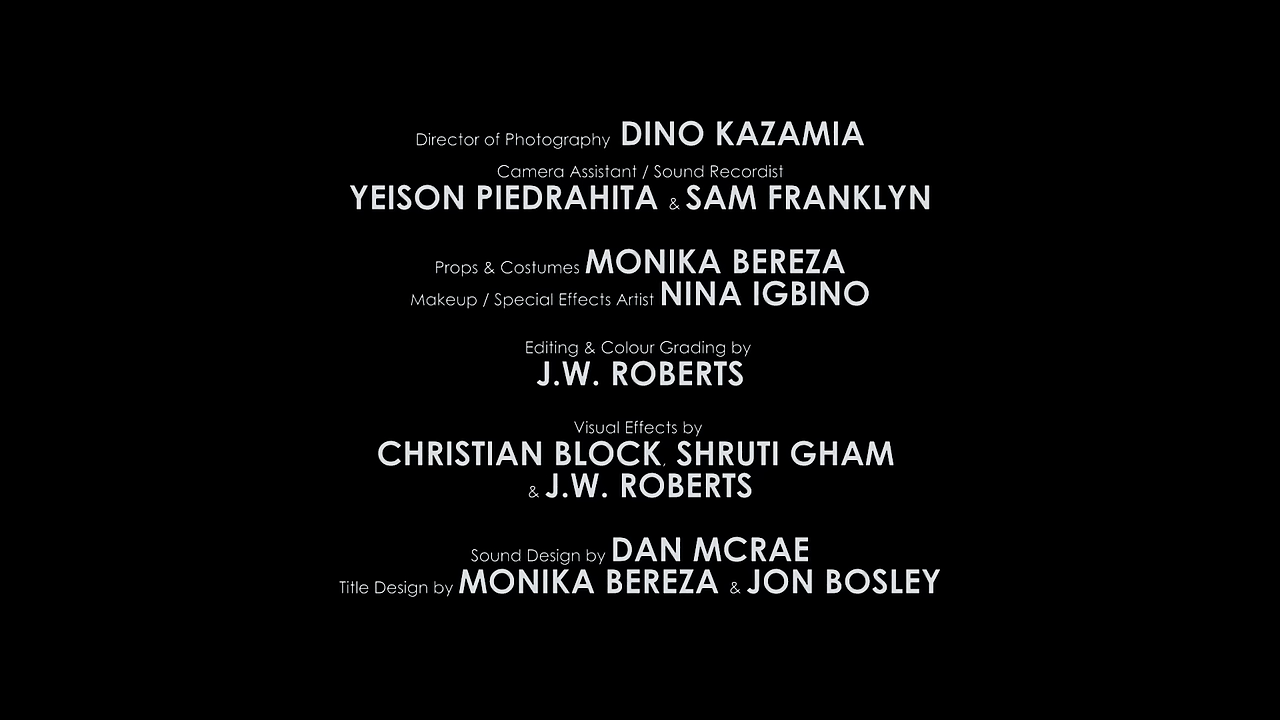 Director of Photography DINO KAZAMIA
Camera Assistant / Sound Recordist
YEISON PIEDRAHITA & SAM FRANKLYN
Props & Costumes MONIKA BEREZA
Makeup / Special Effects Artist NINA IGBINO
Editing & Colour Grading by
J.W. ROBERTS
Visual Effects by
CHRISTIAN BLOCK, SHRUTI GHAM
& J.W. ROBERTS
Sound Design by DAN MCRAE
Title Design by MONIKA BEREZA & JON BOSLEY